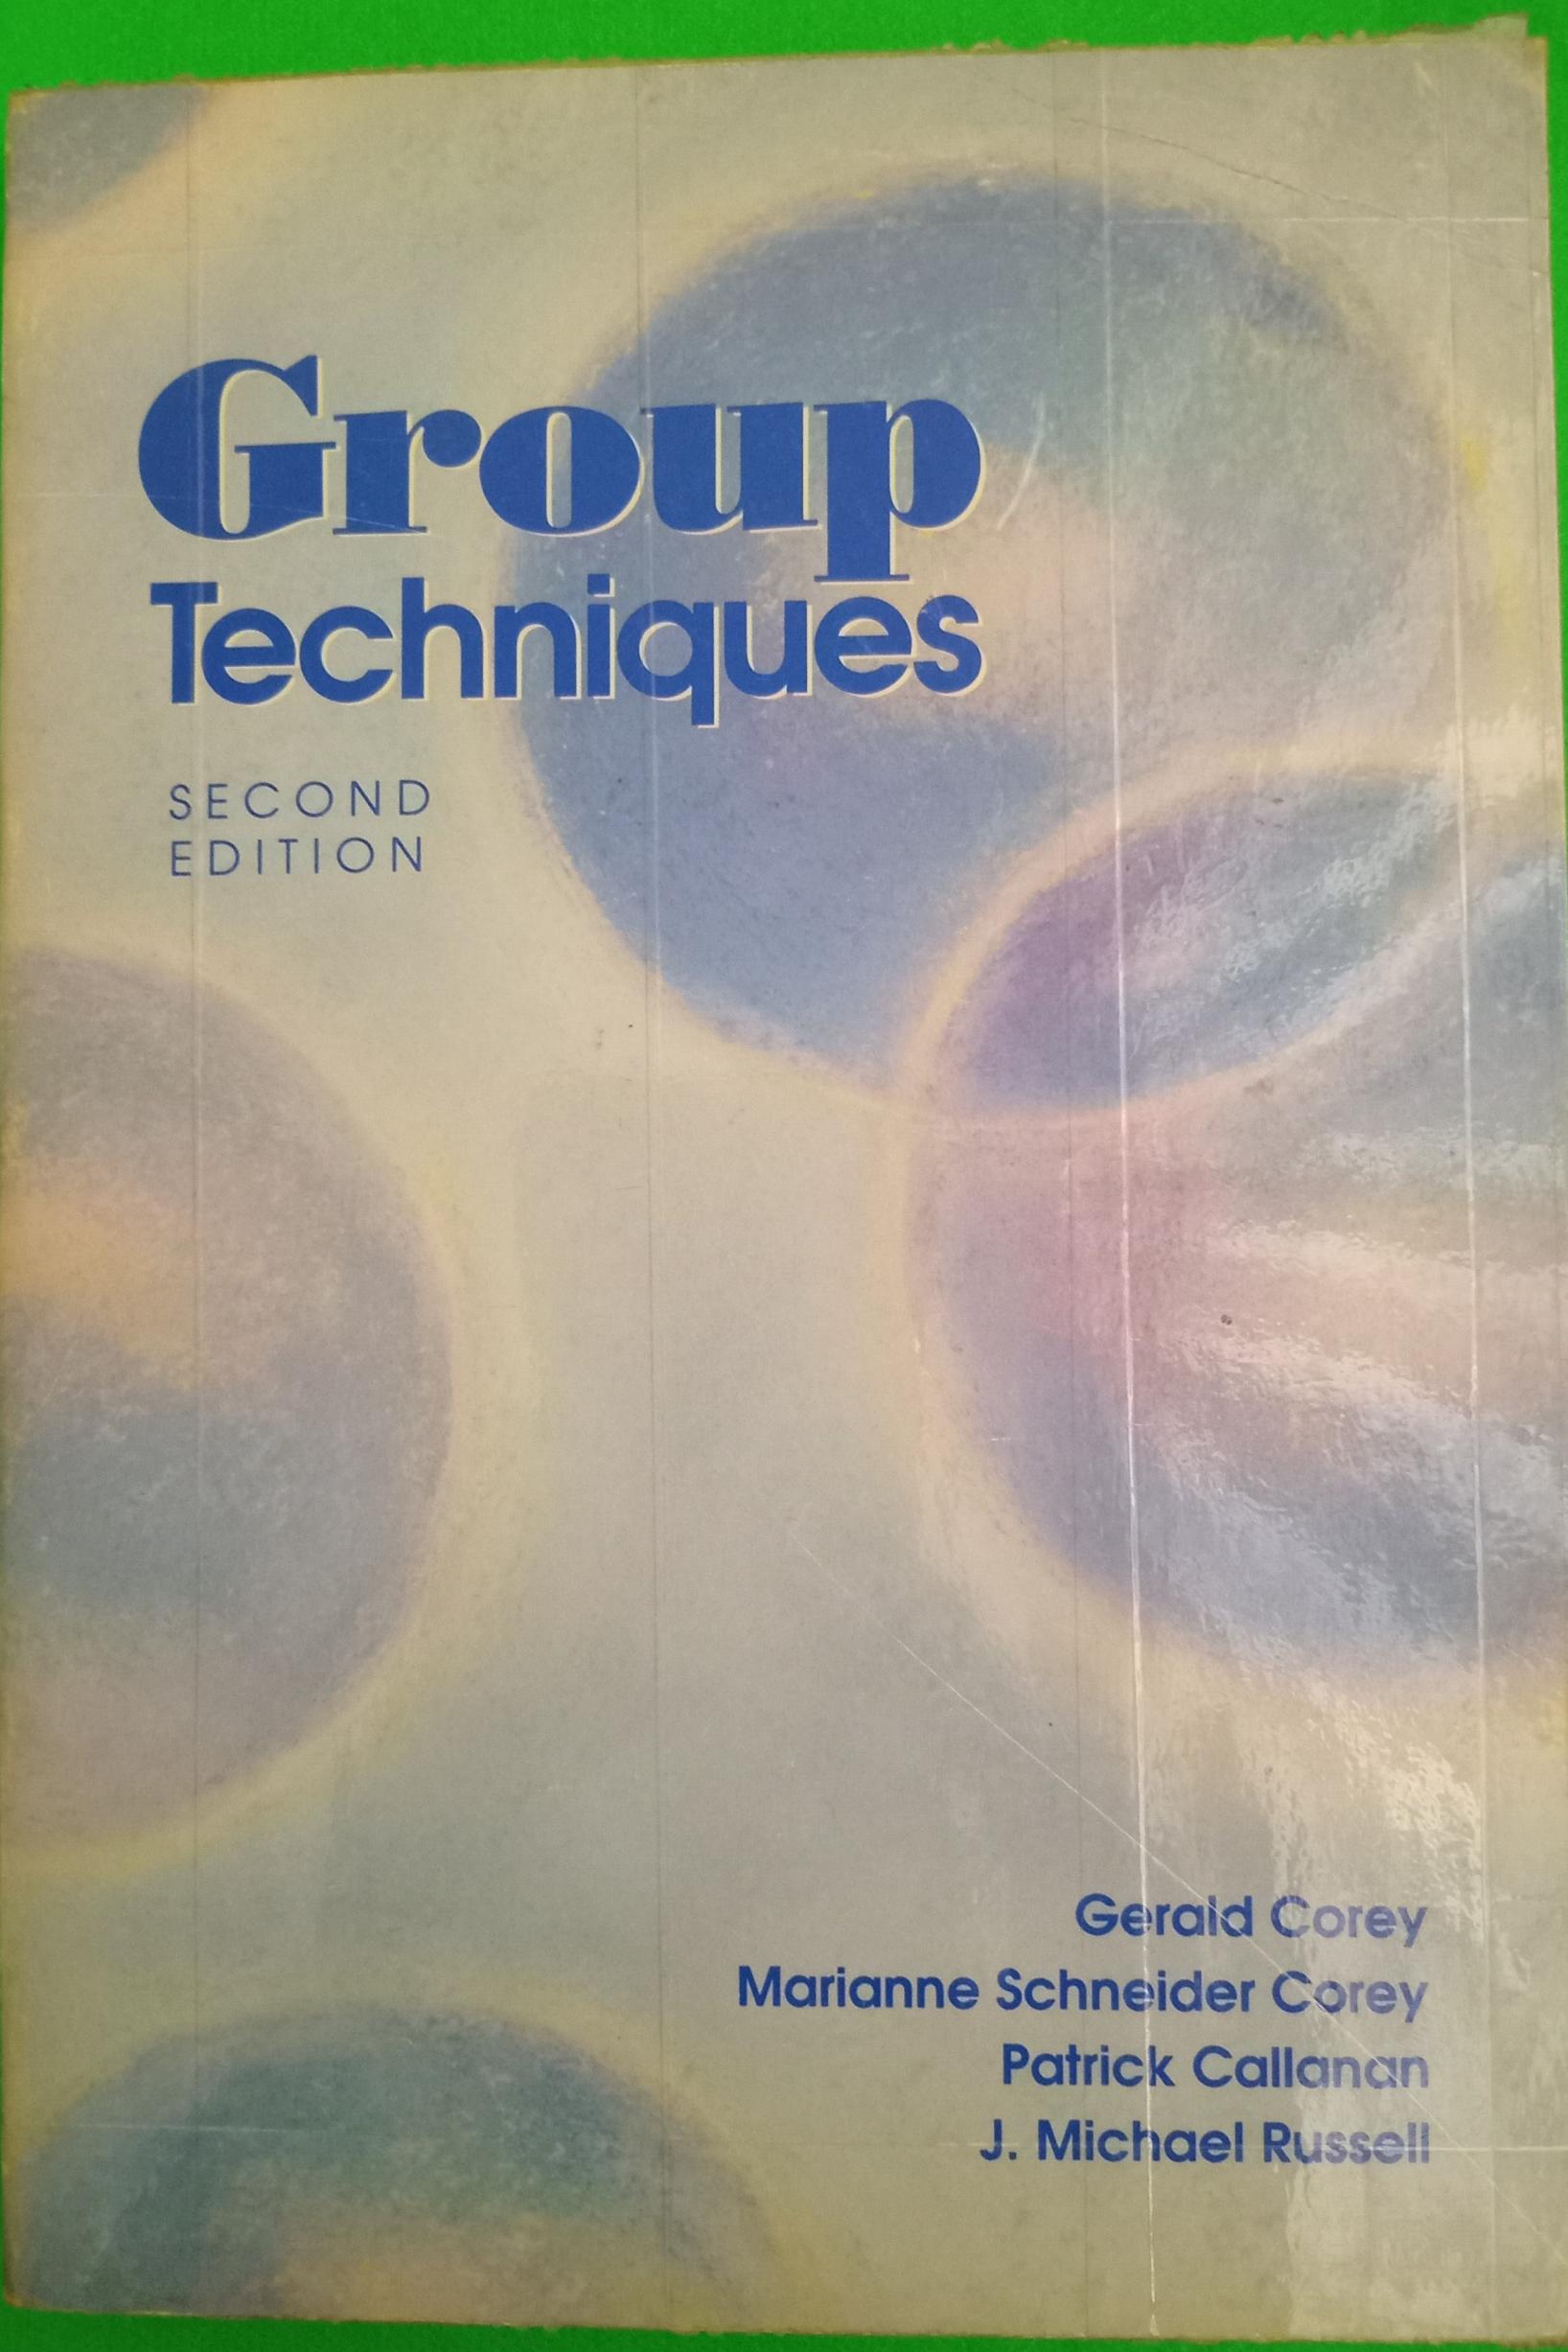 Group
Techniques
SECOND
EDITION
Gerald Corey
Marianne Schneider Corey
Patrick Callanan
J. Michael Russell